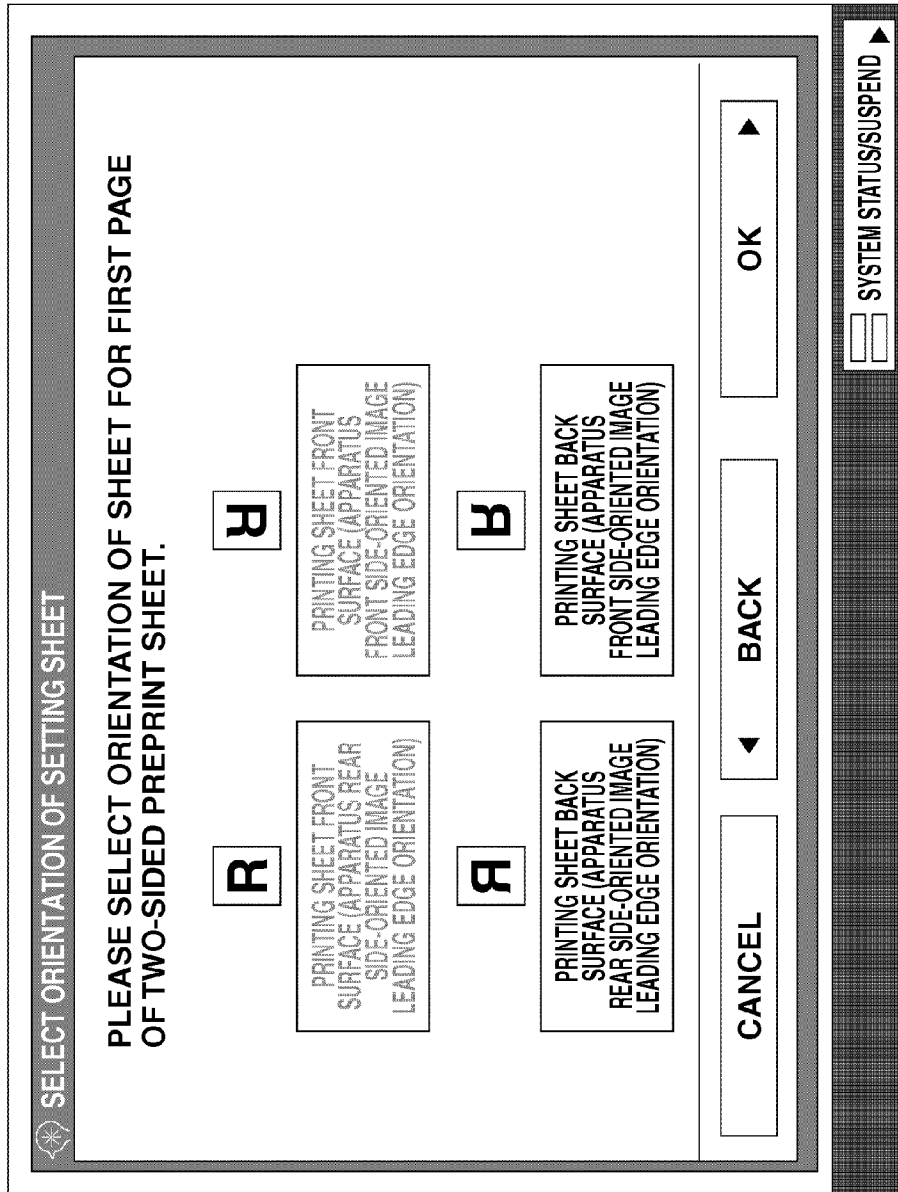 SELECT ORIENTATION OF SETTING SHEET
PLEASE SELECT ORIENTATION OF SHEET FOR FIRST PAGE
OF TWO-SIDED PREPRINT SHEET.
R
PRINTING SHEET FRONT
SURFACE (APPARATUS REAR
SIDE-ORIENTED IMAGE
LEADING EDGE ORIENTATION)
ᴚ
PRINTING SHEET FRONT
SURFACE (APPARATUS
FRONT SIDE-ORIENTED IMAGE
LEADING EDGE ORIENTATION)
Я
PRINTING SHEET BACK
SURFACE (APPARATUS
REAR SIDE-ORIENTED IMAGE
LEADING EDGE ORIENTATION)
ʁ
PRINTING SHEET BACK
SURFACE (APPARATUS
FRONT SIDE-ORIENTED IMAGE
LEADING EDGE ORIENTATION)
CANCEL
◀ BACK
OK ▶
SYSTEM STATUS/SUSPEND ▶